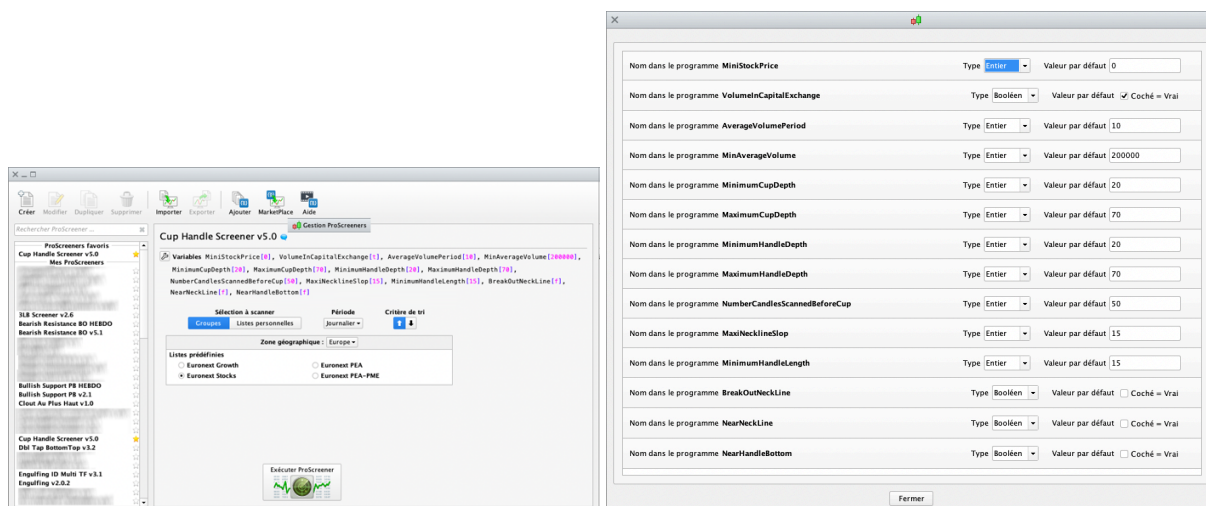 Créer Modifier Dupliquer Supprimer Importer Exporter Ajouter MarketPlace Aide
Rechercher ProScreener ...
ProScreeners favoris
Cup Handle Screener v5.0
Mes ProScreeners
3LB Screener v2.6
Bearish Resistance BO HEBDO
Bearish Resistance BO v5.1
Bullish Support PB HEBDO
Bullish Support PB v2.1
Clout Au Plus Haut v1.0
Cup Handle Screener v5.0
Dbl Tap BottomTop v3.2
Engulfing ID Multi TF v3.1
Engulfing v2.0.2
Gestion ProScreeners
Cup Handle Screener v5.0
Variables MiniStockPrice[0], VolumeInCapitalExchange[t], AverageVolumePeriod[10], MinAverageVolume[200000],
MinimumCupDepth[20], MaximumCupDepth[70], MinimumHandleDepth[20], MaximumHandleDepth[70],
NumberCandlesScannedBeforeCup[50], MaxiNecklineSlop[15], MinimumHandleLength[15], BreakOutNeckLine[f],
NearNeckLine[f], NearHandleBottom[f]
Sélection à scanner Période Critère de tri
Groupes Listes personnelles Journalier
Zone géographique : Europe
Listes prédéfinies
Euronext Growth Euronext PEA
Euronext Stocks Euronext PEA-PME
Exécuter ProScreener
Nom dans le programme MiniStockPrice Type Entier Valeur par défaut 0
Nom dans le programme VolumeInCapitalExchange Type Booléen Valeur par défaut Coché = Vrai
Nom dans le programme AverageVolumePeriod Type Entier Valeur par défaut 10
Nom dans le programme MinAverageVolume Type Entier Valeur par défaut 200000
Nom dans le programme MinimumCupDepth Type Entier Valeur par défaut 20
Nom dans le programme MaximumCupDepth Type Entier Valeur par défaut 70
Nom dans le programme MinimumHandleDepth Type Entier Valeur par défaut 20
Nom dans le programme MaximumHandleDepth Type Entier Valeur par défaut 70
Nom dans le programme NumberCandlesScannedBeforeCup Type Entier Valeur par défaut 50
Nom dans le programme MaxiNecklineSlop Type Entier Valeur par défaut 15
Nom dans le programme MinimumHandleLength Type Entier Valeur par défaut 15
Nom dans le programme BreakOutNeckLine Type Booléen Valeur par défaut Coché = Vrai
Nom dans le programme NearNeckLine Type Booléen Valeur par défaut Coché = Vrai
Nom dans le programme NearHandleBottom Type Booléen Valeur par défaut Coché = Vrai
Fermer